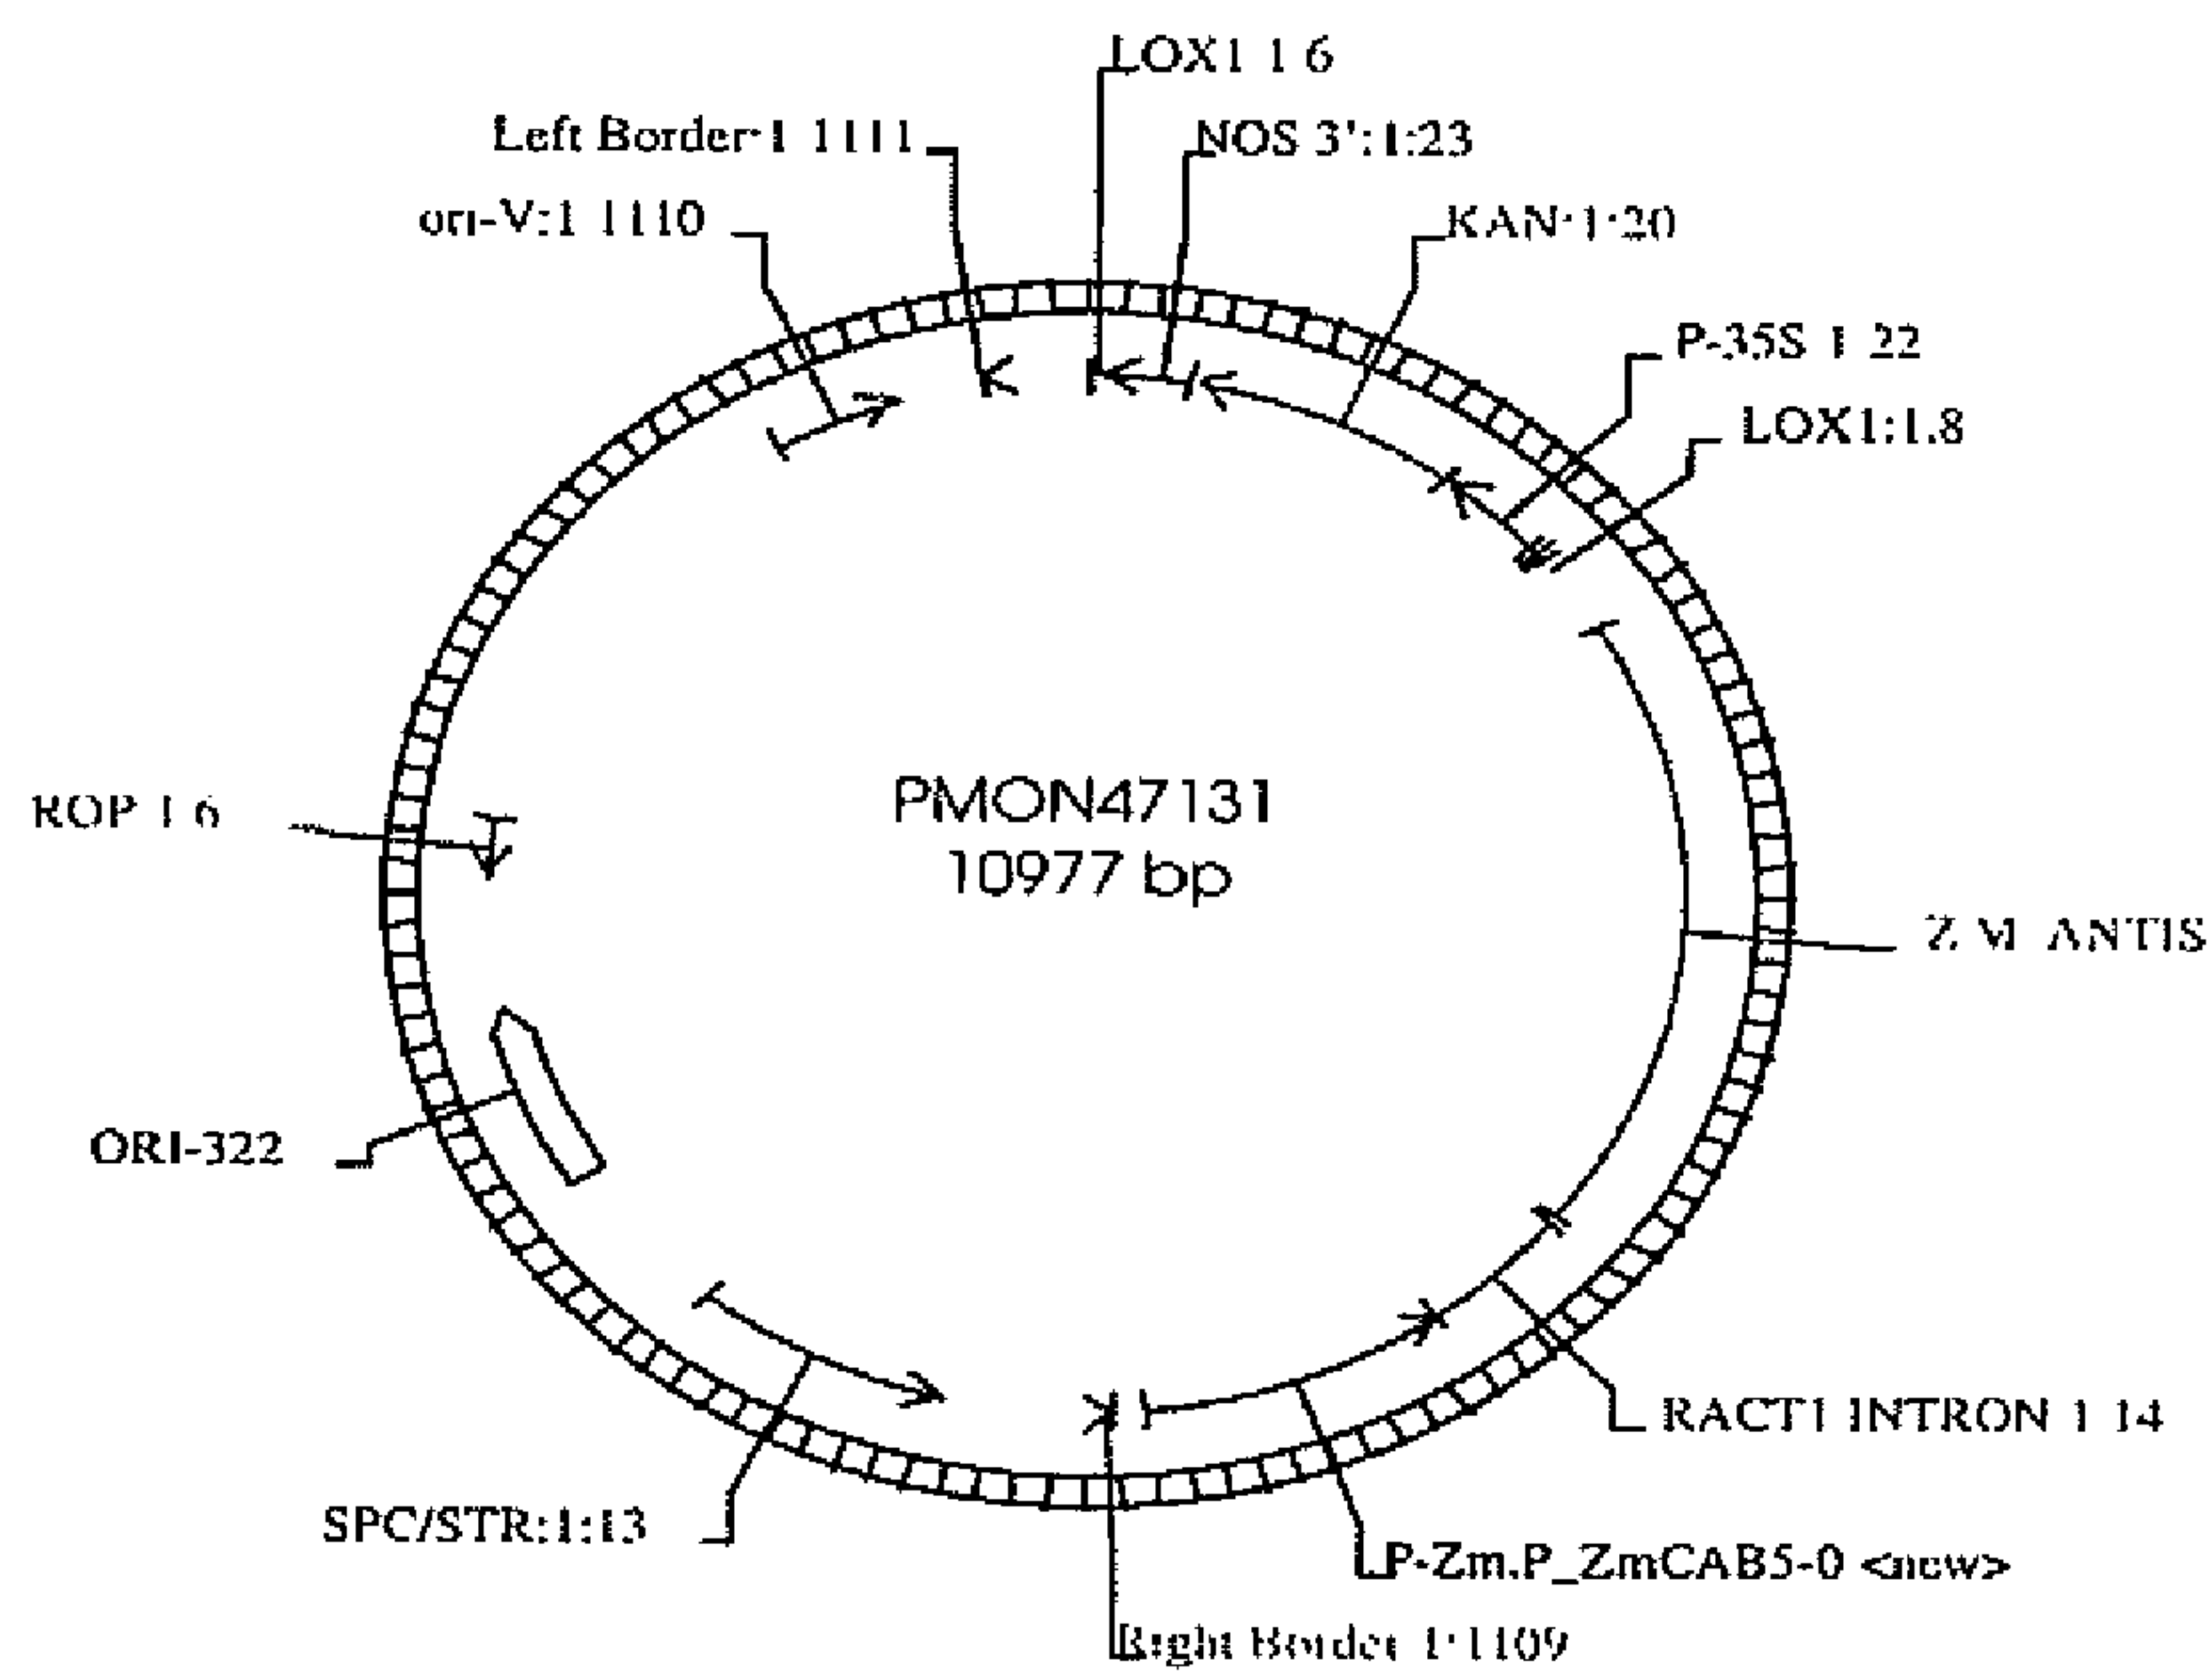 LOX1 1 6
Left Border:1 1111
NOS 3':1:23
ori-V:1 1110
KAN:1:20
P-35S 1 22
LOX1:1.8
PMON47131
10977 bp
ROP 1 6
Z M ANTIS
ORI-322
RACT1 INTRON 1 14
SPC/STR:1:13
P-Zm.P_ZmCAB5-0 <new>
Right Border 1:1109